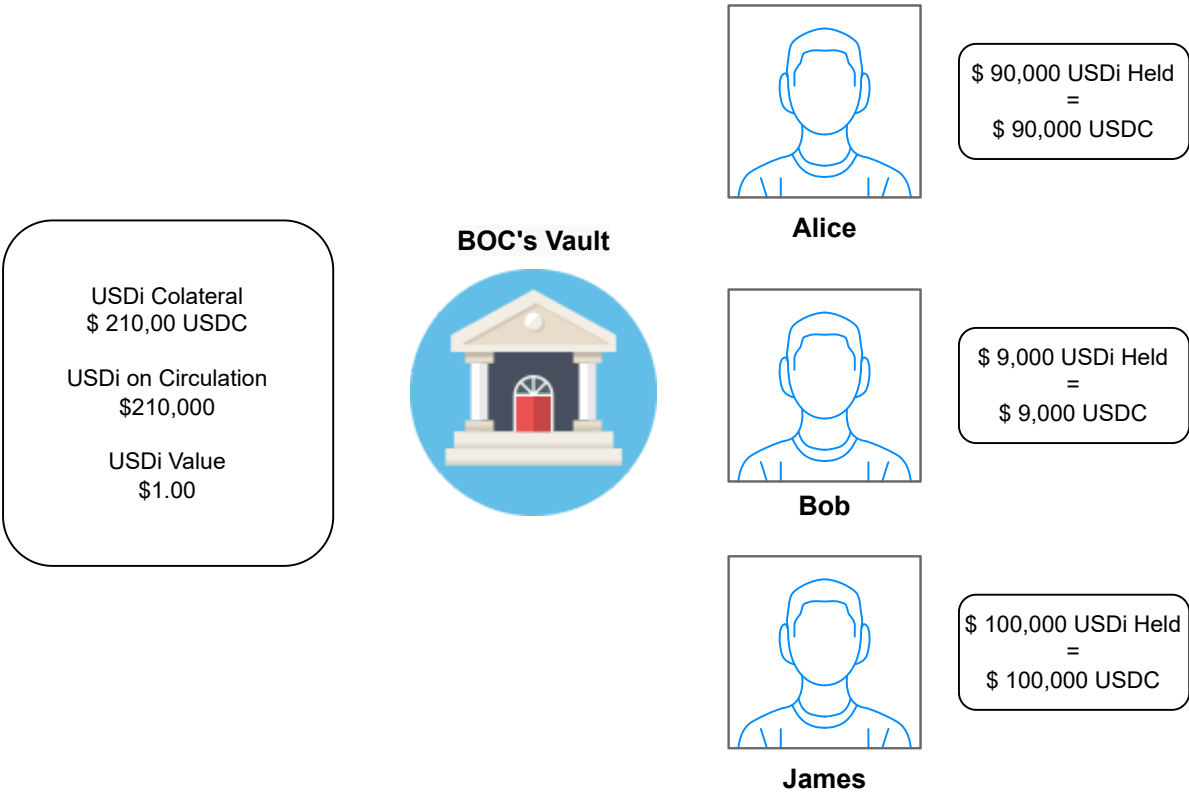 USDi Colateral
$ 210,00 USDC
USDi on Circulation
$210,000
USDi Value
$1.00
BOC's Vault
Alice
$ 90,000 USDi Held
=
$ 90,000 USDC
Bob
$ 9,000 USDi Held
=
$ 9,000 USDC
James
$ 100,000 USDi Held
=
$ 100,000 USDC